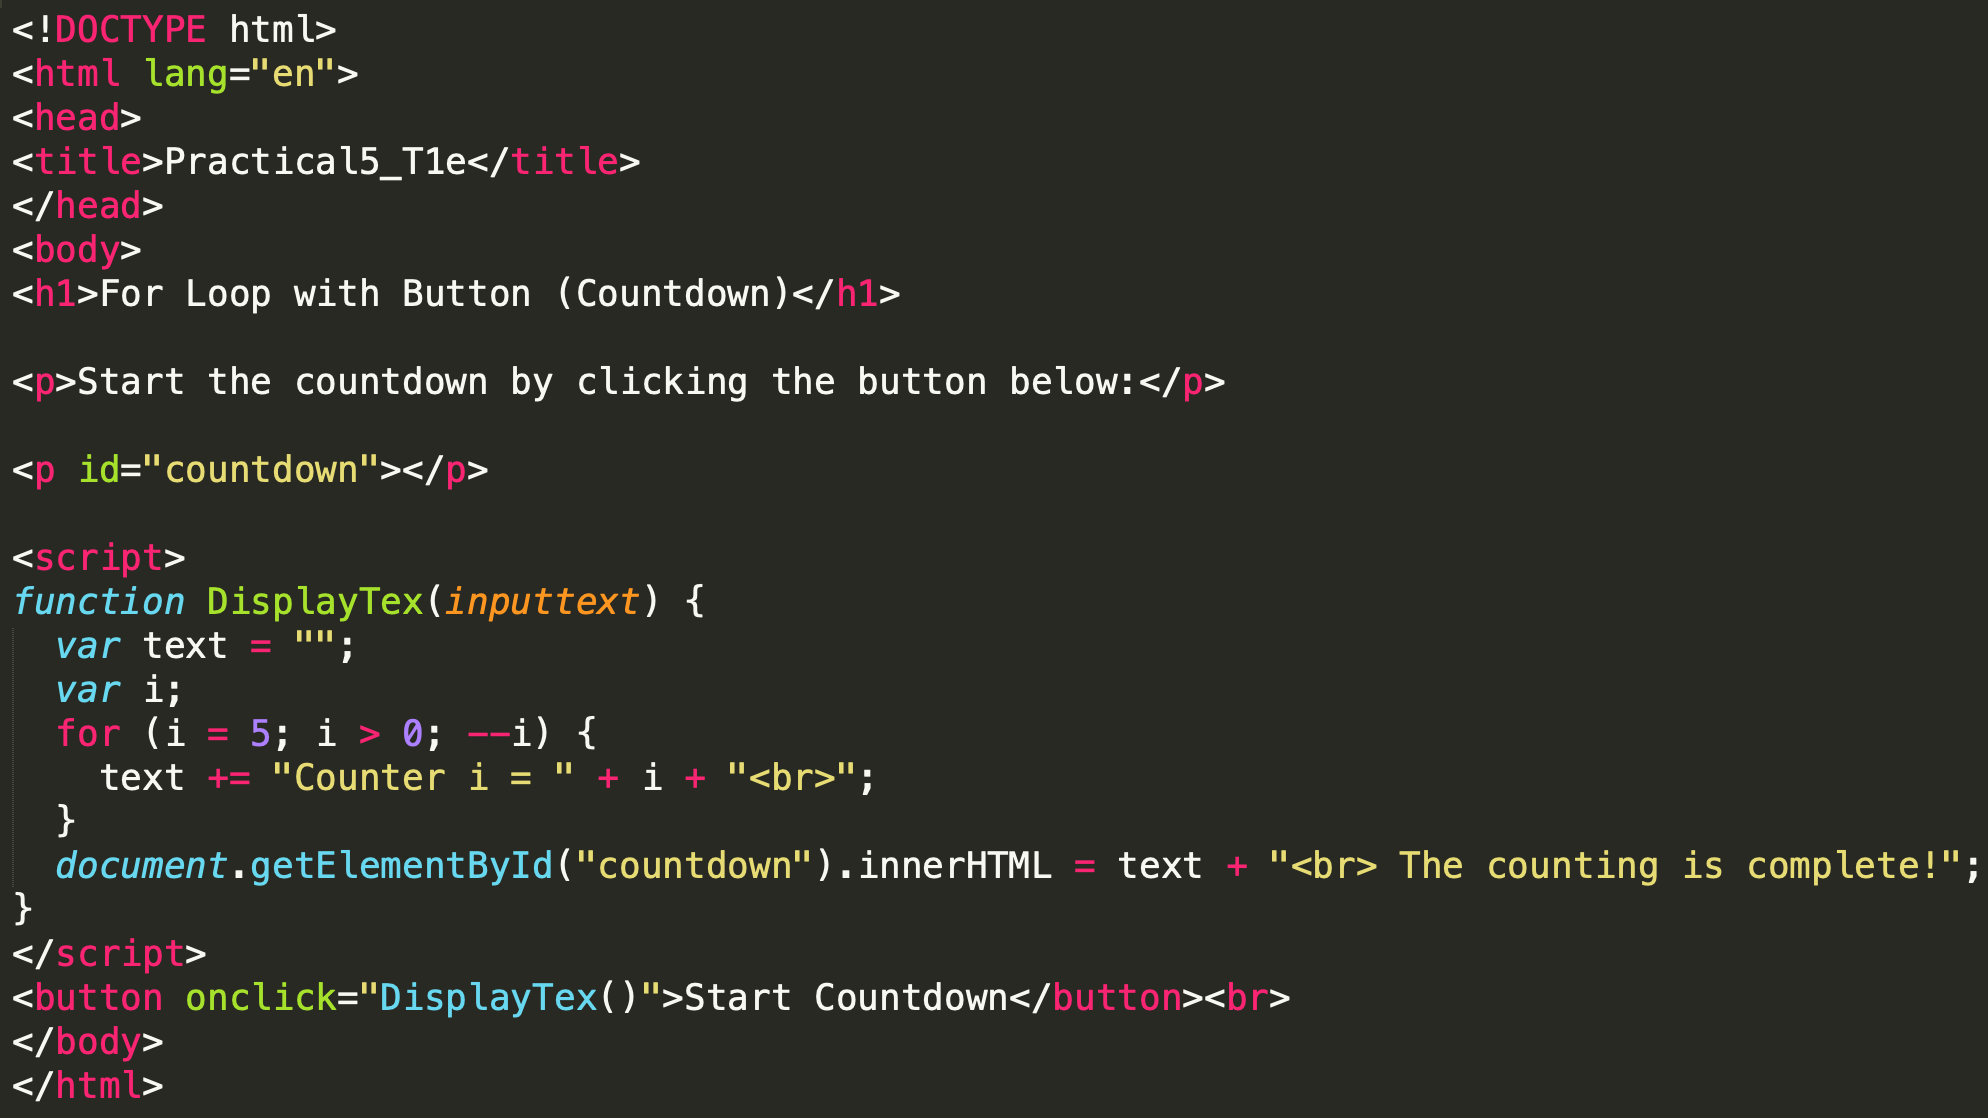 <!DOCTYPE html>
<html lang="en">
<head>
<title>Practical5_T1e</title>
</head>
<body>
<h1>For Loop with Button (Countdown)</h1>
<p>Start the countdown by clicking the button below:</p>
<p id="countdown"></p>
<script>
function DisplayTex(inputtext) {
  var text = "";
  var i;
  for (i = 5; i > 0; --i) {
    text += "Counter i = " + i + "<br>";
  }
  document.getElementById("countdown").innerHTML = text + "<br> The counting is complete!";
}
</script>
<button onclick="DisplayTex()">Start Countdown</button><br>
</body>
</html>